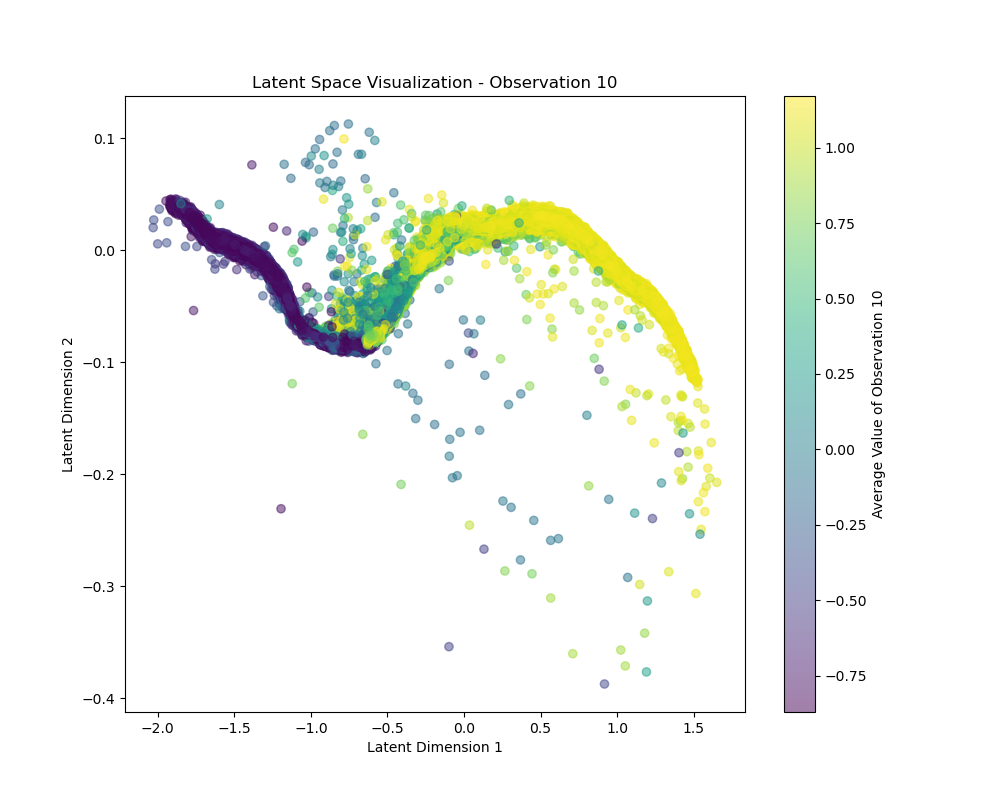 Latent Space Visualization - Observation 10
0.1
0.0
−0.1
−0.2
−0.3
−0.4
Latent Dimension 2
−2.0 −1.5 −1.0 −0.5 0.0 0.5 1.0 1.5
Latent Dimension 1
1.00
0.75
0.50
0.25
0.00
−0.25
−0.50
−0.75
Average Value of Observation 10